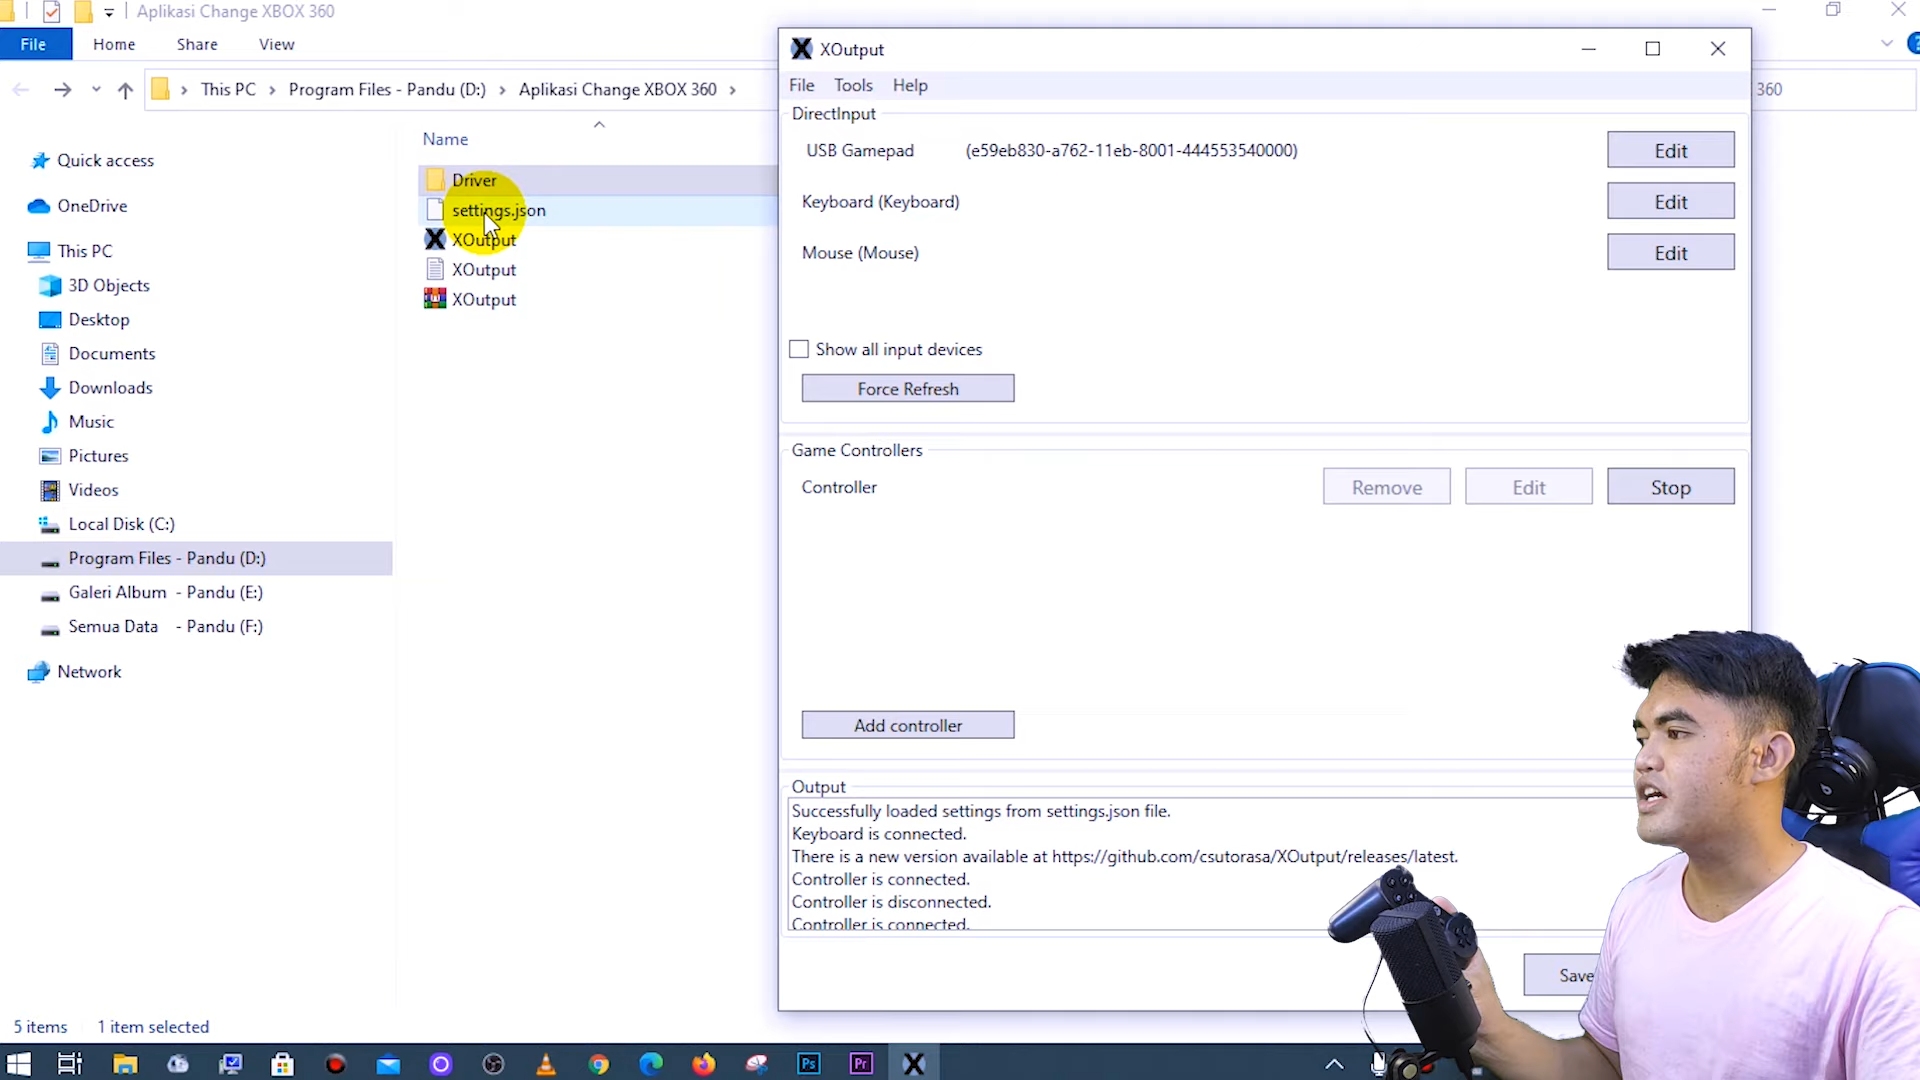 Aplikasi Change XBOX 360
File Home Share View
This PC Program Files - Pandu (D:) Aplikasi Change XBOX 360
360
Quick access
OneDrive
This PC
3D Objects
Desktop
Documents
Downloads
Music
Pictures
Videos
Local Disk (C:)
Program Files - Pandu (D:)
Galeri Album - Pandu (E:)
Semua Data - Pandu (F:)
Network
Name
Driver
settings.json
XOutput
XOutput
XOutput
5 items 1 item selected
XOutput
File Tools Help
DirectInput
USB Gamepad (e59eb830-a762-11eb-8001-444553540000) Edit
Keyboard (Keyboard) Edit
Mouse (Mouse) Edit
Show all input devices
Force Refresh
Game Controllers
Controller Remove Edit Stop
Add controller
Output
Successfully loaded settings from settings.json file.
Keyboard is connected.
There is a new version available at https://github.com/csutorasa/XOutput/releases/latest.
Controller is connected.
Controller is disconnected.
Controller is connected.
Save
Ps Pr